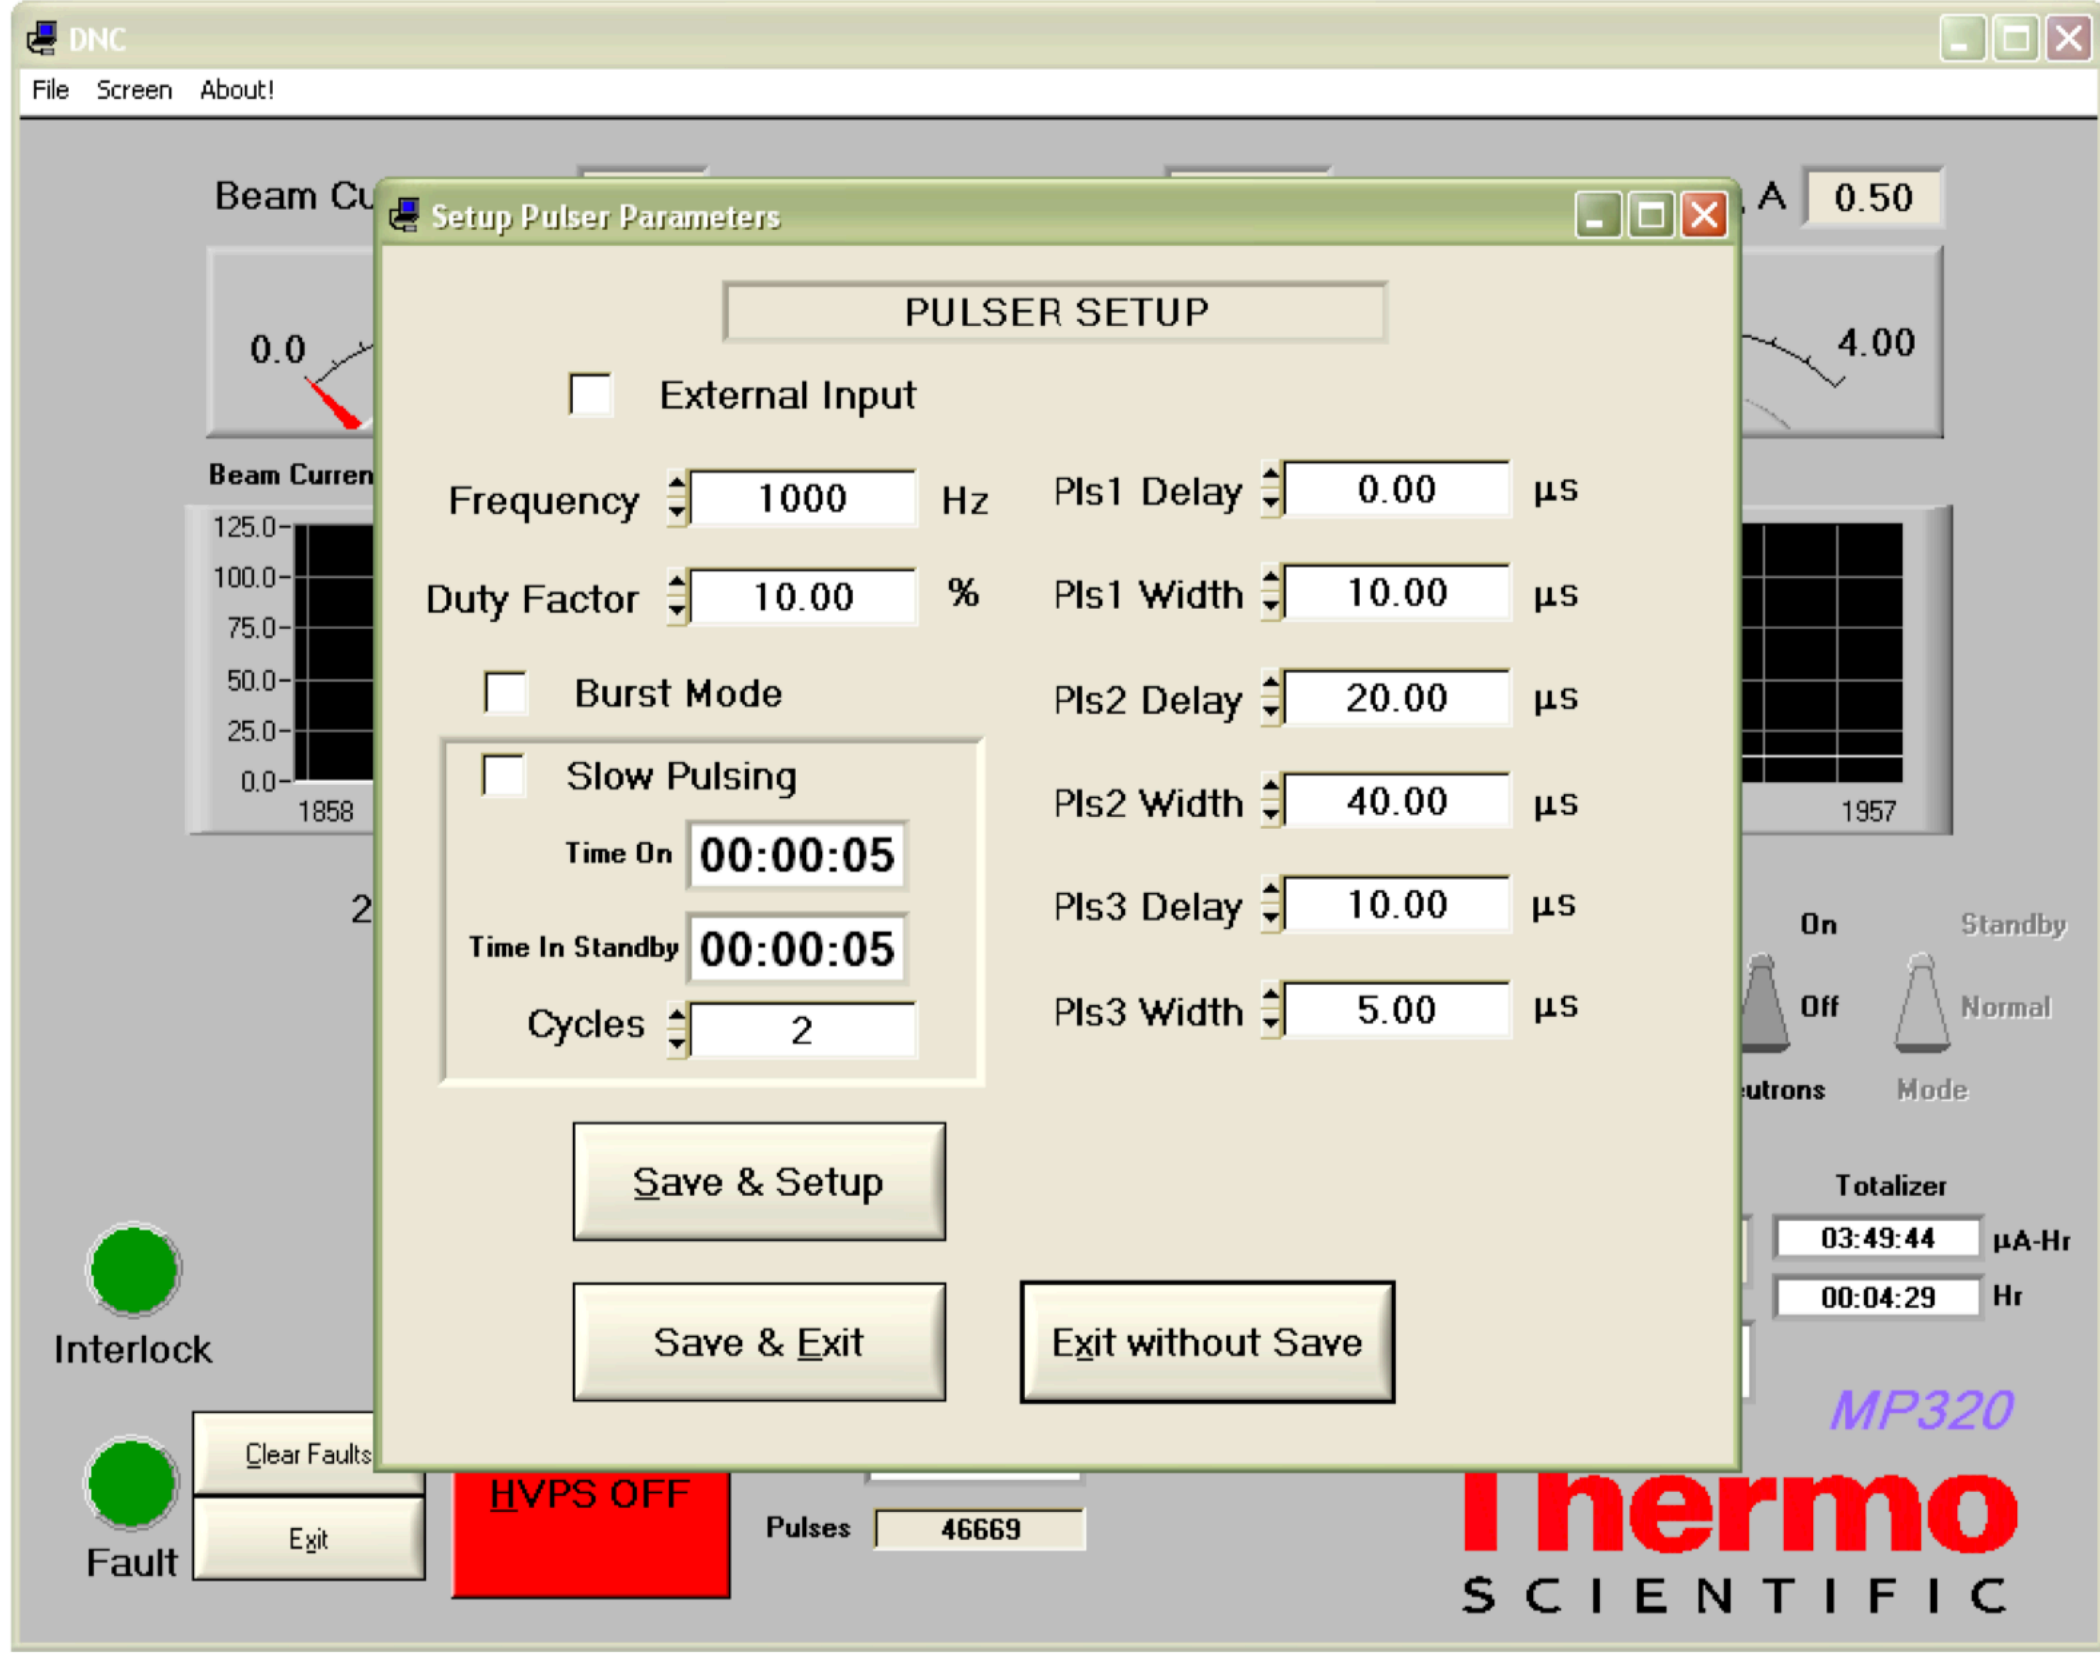 DNC
File Screen About!
Beam Cu
, A 0.50
Setup Pulser Parameters
PULSER SETUP
0.0
4.00
External Input
Beam Curren
Frequency 1000 Hz
Pls1 Delay 0.00 µs
125.0
100.0
75.0
50.0
25.0
0.0
1858
1957
Duty Factor 10.00 %
Pls1 Width 10.00 µs
Burst Mode
Pls2 Delay 20.00 µs
Slow Pulsing
Pls2 Width 40.00 µs
Time On 00:00:05
Pls3 Delay 10.00 µs
2
Time In Standby 00:00:05
Cycles 2
Pls3 Width 5.00 µs
On
Standby
Off
Normal
eutrons
Mode
Save & Setup
Totalizer
03:49:44 µA-Hr
00:04:29 Hr
Save & Exit
Exit without Save
Interlock
MP320
Clear Faults
HVPS OFF
Exit
Fault
Pulses 46669
Thermo
SCIENTIFIC